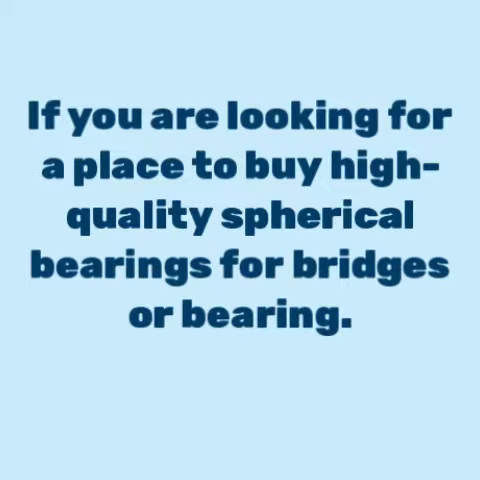 If you are looking for
a place to buy high-
quality spherical
bearings for bridges
or bearing.